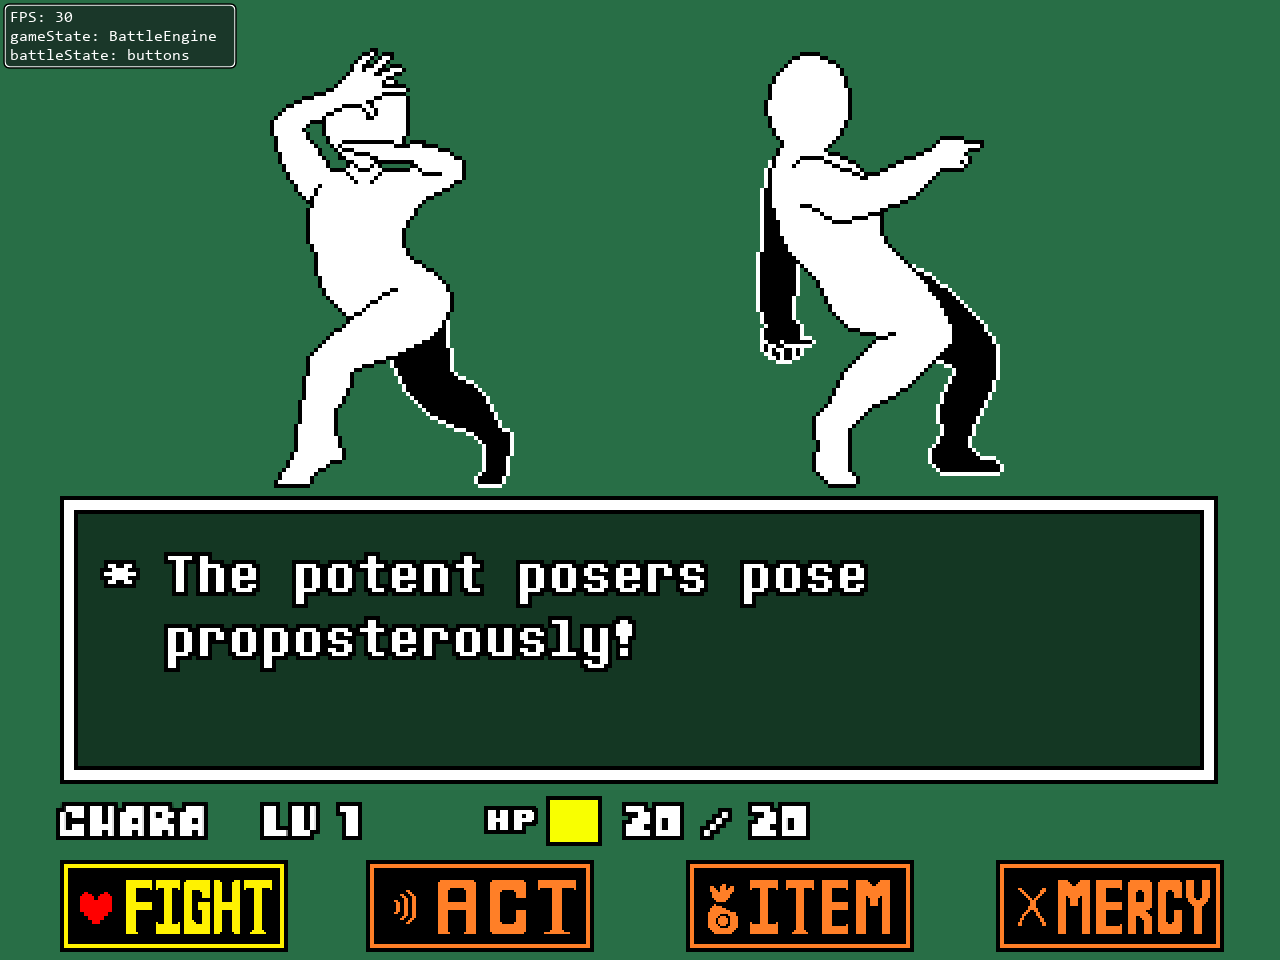 FPS: 30
gameState: BattleEngine
battleState: buttons
* The potent posers pose
proposterously!
CHARA LV 1 HP 20 / 20
FIGHT ACT ITEM MERCY